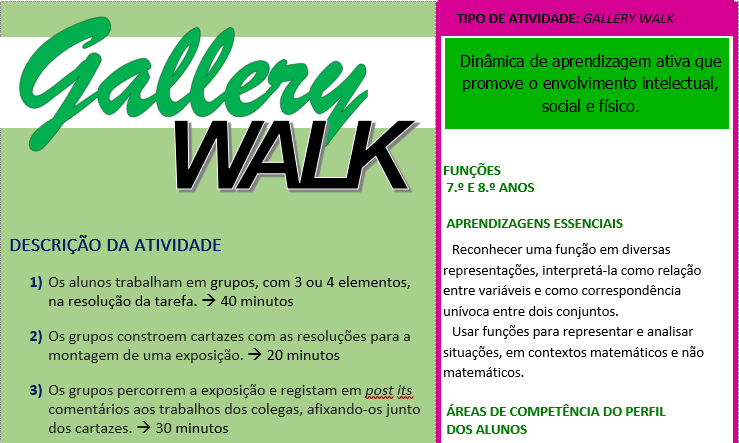 Gallery
WALK
DESCRIÇÃO DA ATIVIDADE
1) Os alunos trabalham em grupos, com 3 ou 4 elementos,
na resolução da tarefa. → 40 minutos
2) Os grupos constroem cartazes com as resoluções para a
montagem de uma exposição. → 20 minutos
3) Os grupos percorrem a exposição e registam em post its
comentários aos trabalhos dos colegas, afixando-os junto
dos cartazes. → 30 minutos
TIPO DE ATIVIDADE: GALLERY WALK
Dinâmica de aprendizagem ativa que
promove o envolvimento intelectual,
social e físico.
FUNÇÕES
7.º E 8.º ANOS
APRENDIZAGENS ESSENCIAIS
Reconhecer uma função em diversas
representações, interpretá-la como relação
entre variáveis e como correspondência
unívoca entre dois conjuntos.
Usar funções para representar e analisar
situações, em contextos matemáticos e não
matemáticos.
ÁREAS DE COMPETÊNCIA DO PERFIL
DOS ALUNOS